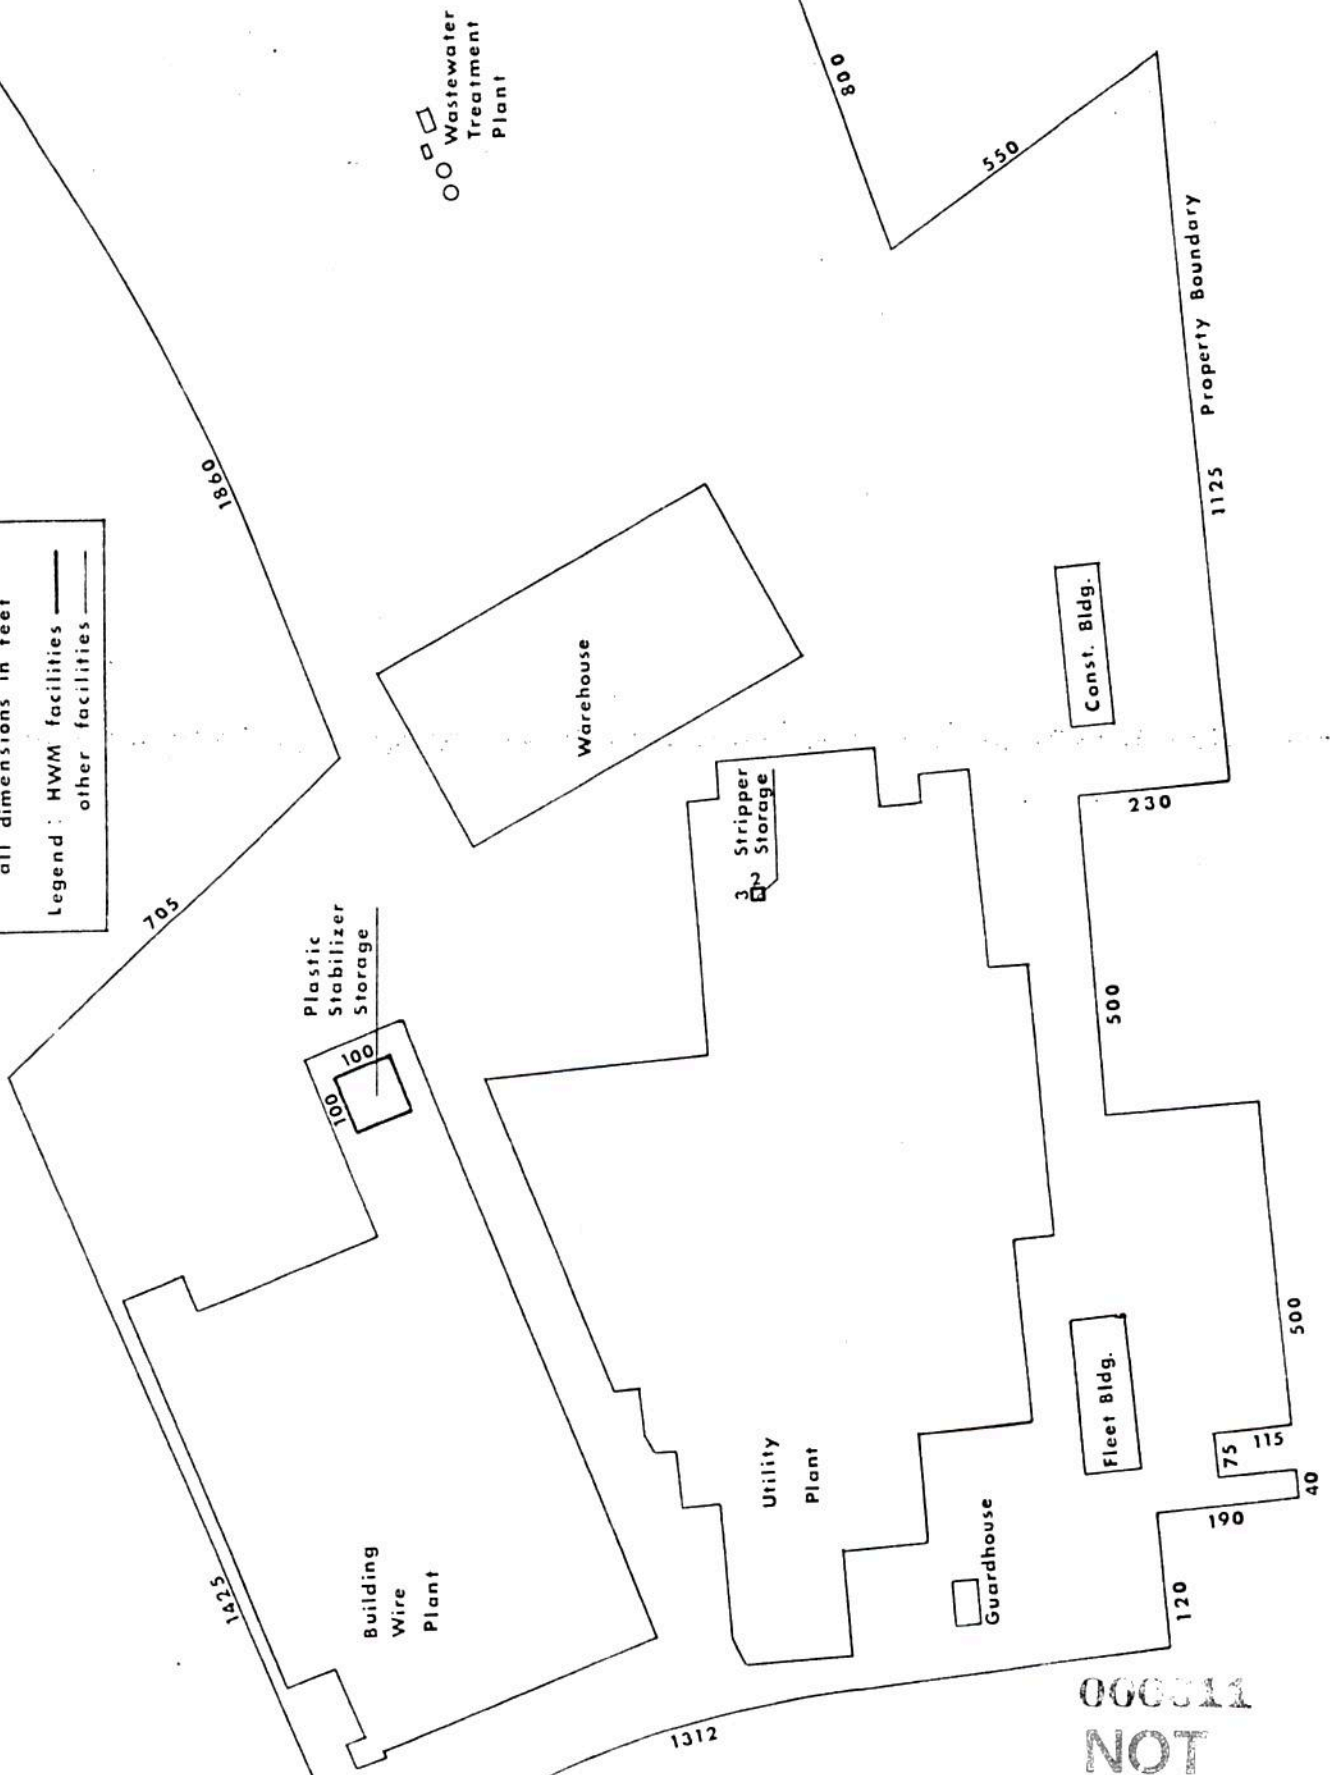 all dimensions in feet
Legend : HWM facilities
other facilities
1860
705
1425
1312
800
550
Wastewater
Treatment
Plant
Property Boundary
1125
Warehouse
Const. Bldg.
230
500
Stripper
Storage
3
2
Plastic
Stabilizer
Storage
100
100
Building
Wire
Plant
Utility
Plant
Fleet Bldg.
Guardhouse
500
115
75
40
190
120
NOT